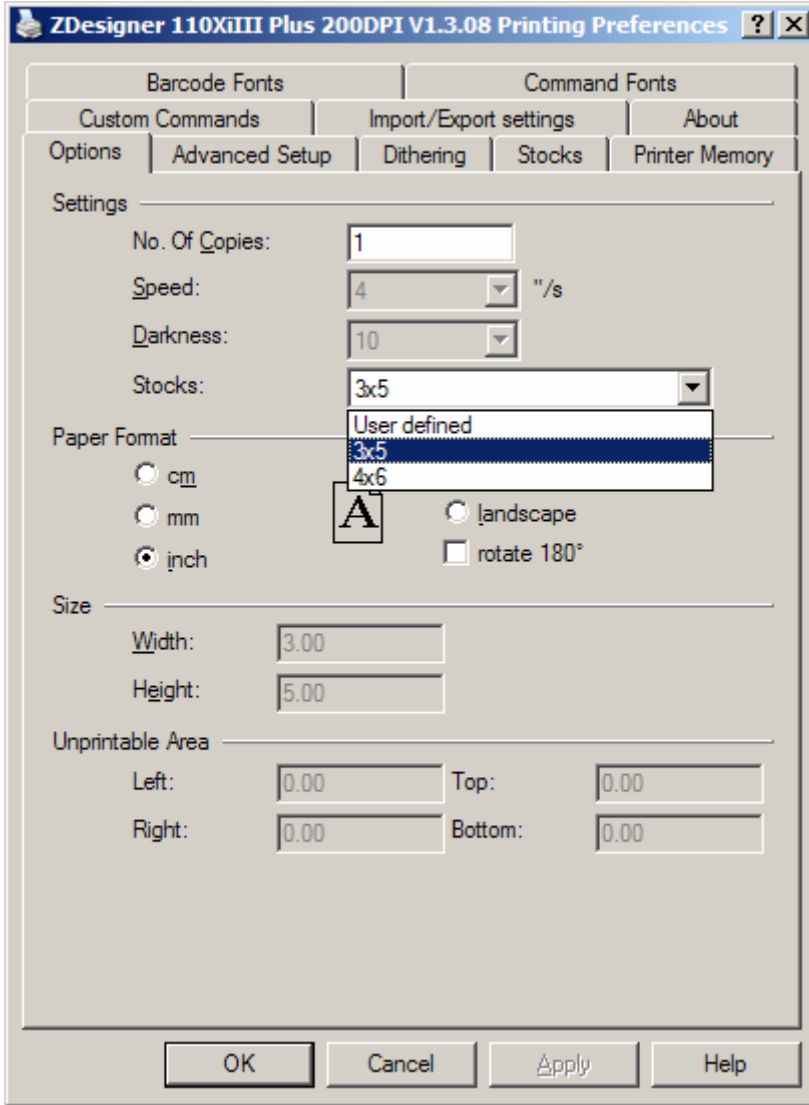 ZDesigner 110XiIII Plus 200DPI V1.3.08 Printing Preferences
Barcode Fonts Command Fonts
Custom Commands Import/Export settings About
Options Advanced Setup Dithering Stocks Printer Memory
Settings
No. Of Copies: 1
Speed: 4 "/s
Darkness: 10
Stocks: 3x5
User defined
3x5
4x6
Paper Format
cm
mm
inch
A
landscape
rotate 180°
Size
Width: 3.00
Height: 5.00
Unprintable Area
Left: 0.00 Top: 0.00
Right: 0.00 Bottom: 0.00
OK Cancel Apply Help